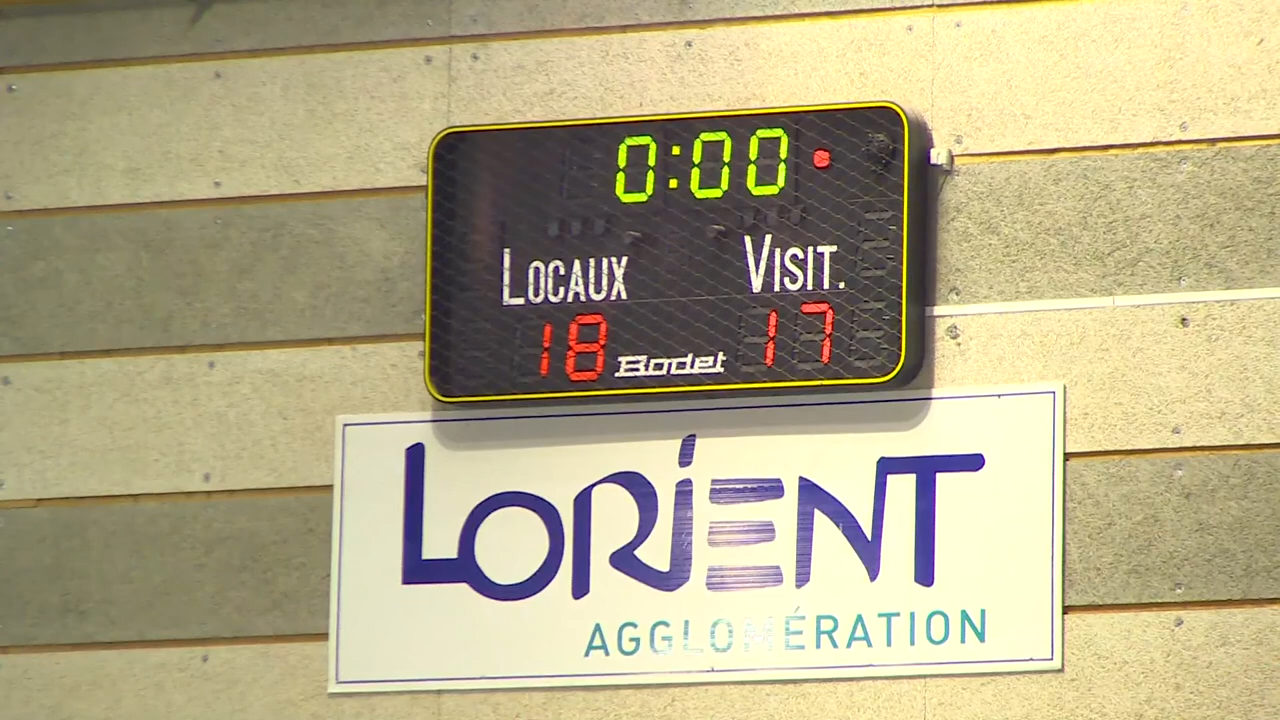 0:00
LOCAUX VISIT.
18 Bodet 17
LORIENT
AGGLOMÉRATION